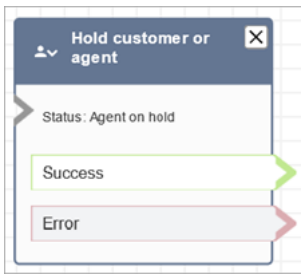 Hold customer or
agent
Status: Agent on hold
Success
Error